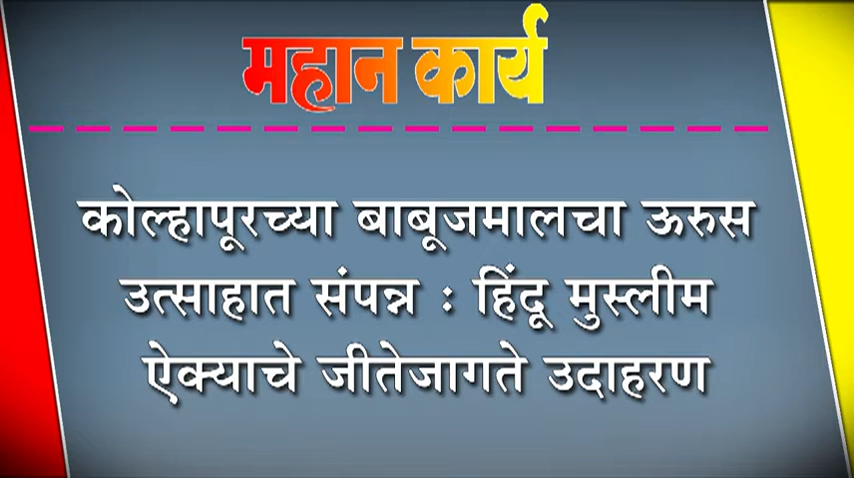 महान कार्य
कोल्हापूरच्या बाबूजमालचा ऊरुस
उत्साहात संपन्न : हिंदू मुस्लीम
ऐक्याचे जीतेजागते उदाहरण